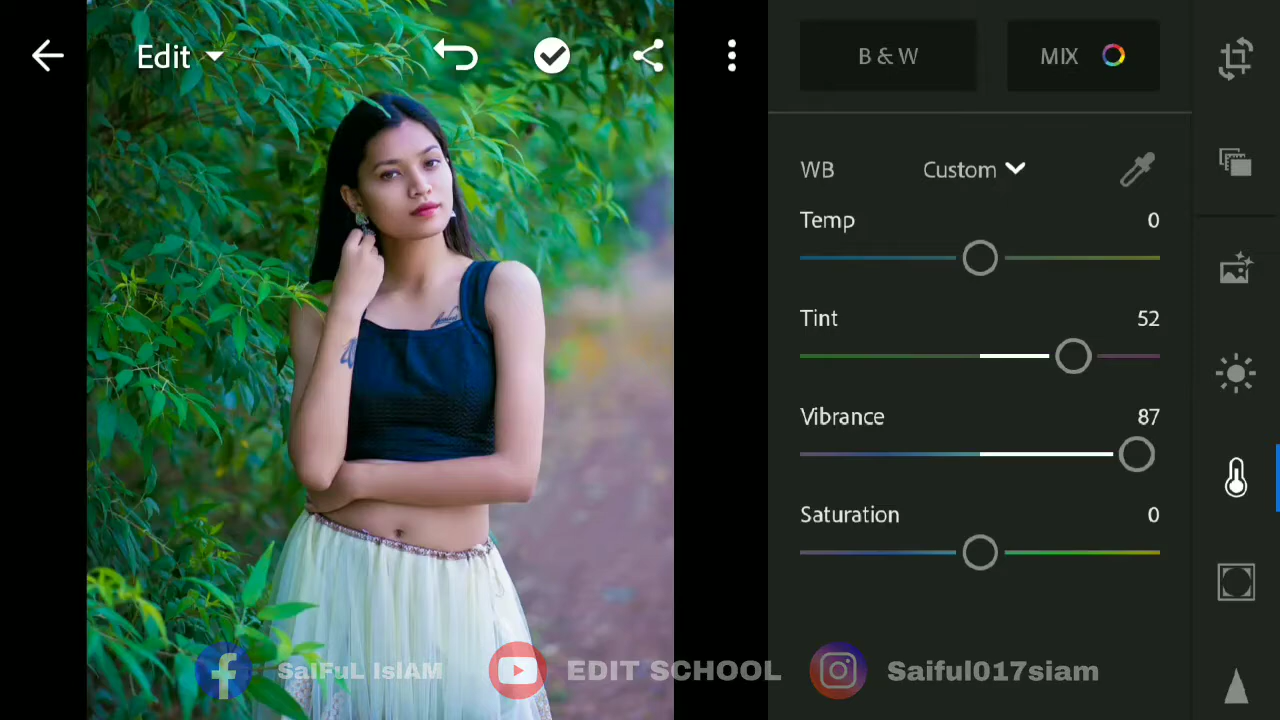 Edit
B & W
MIX
WB Custom
Temp 0
Tint 52
Vibrance 87
Saturation 0
SaIFuL IslAM
EDIT SCHOOL
Saiful017siam